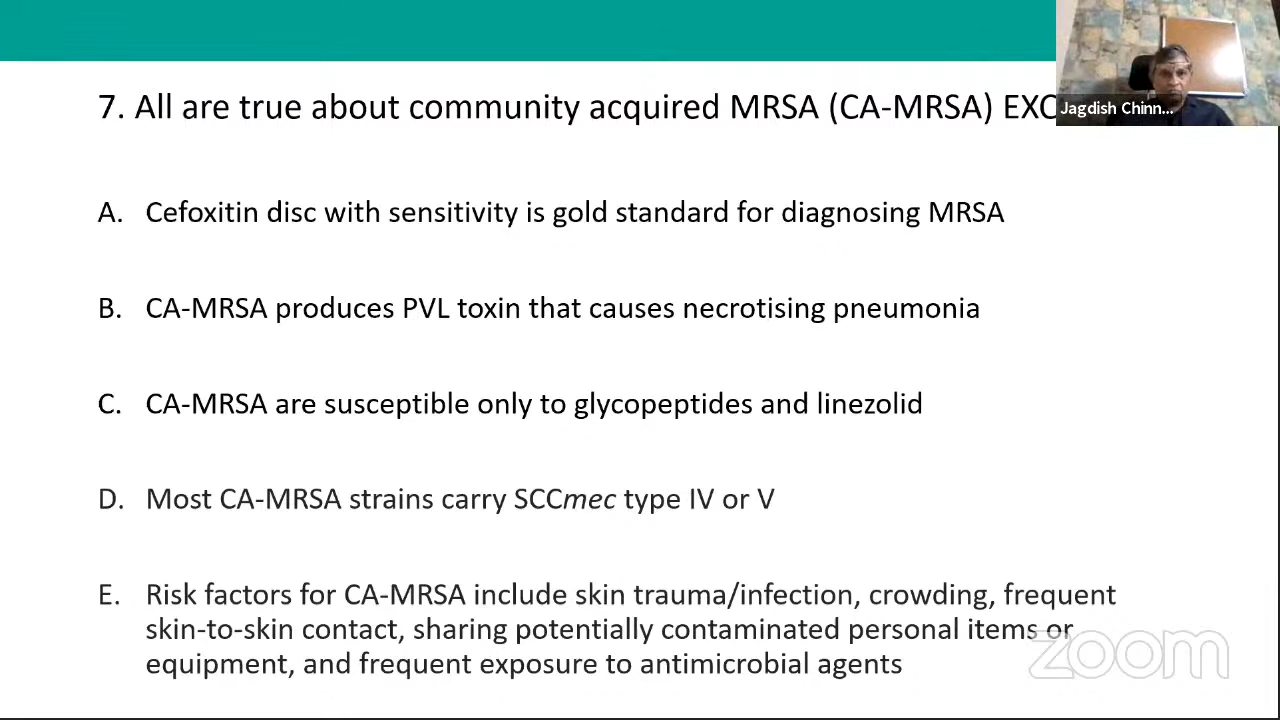 7. All are true about community acquired MRSA (CA-MRSA)
Jagdish Chinn...
A. Cefoxitin disc with sensitivity is gold standard for diagnosing MRSA
B. CA-MRSA produces PVL toxin that causes necrotising pneumonia
C. CA-MRSA are susceptible only to glycopeptides and linezolid
D. Most CA-MRSA strains carry SCCmec type IV or V
E. Risk factors for CA-MRSA include skin trauma/infection, crowding, frequent
skin-to-skin contact, sharing potentially contaminated personal items or
equipment, and frequent exposure to antimicrobial agents
zoom